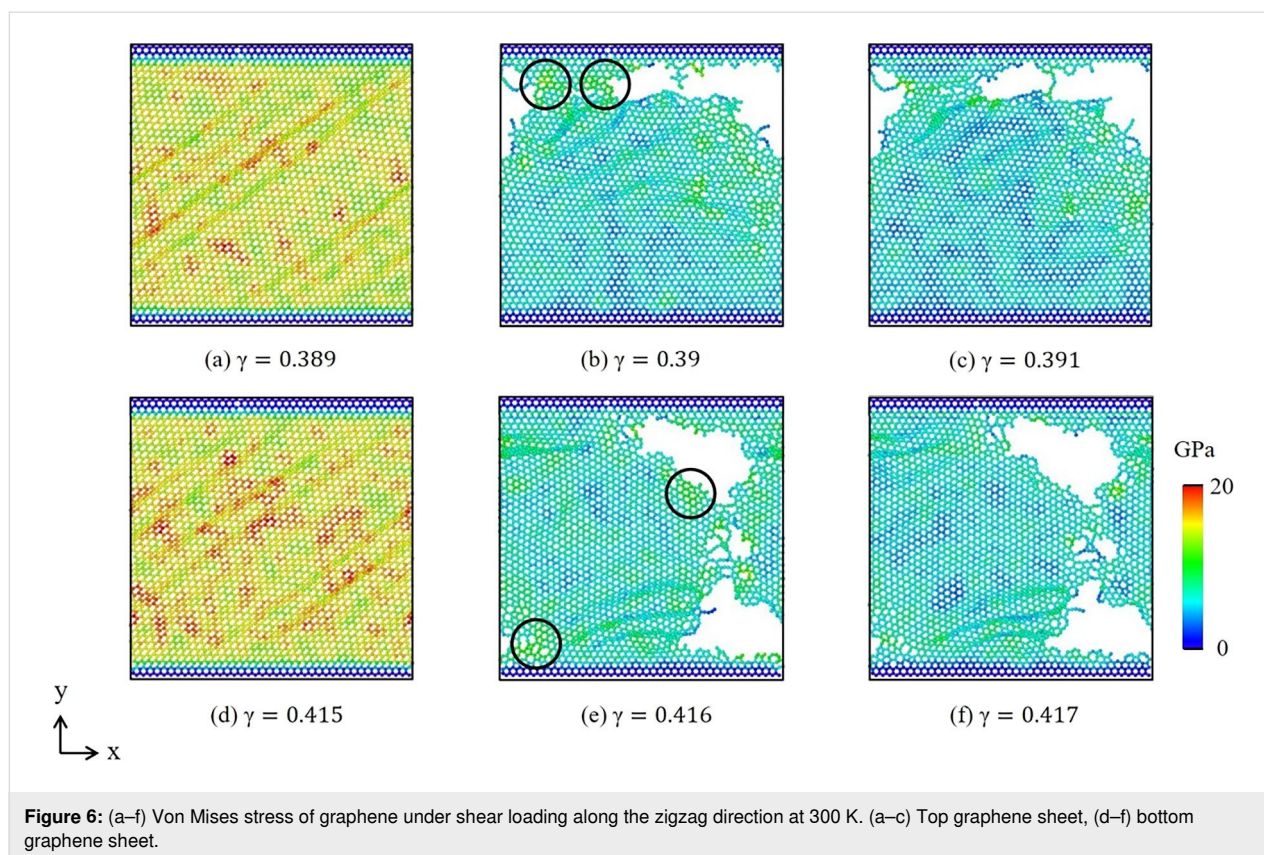 (a) γ = 0.389
(b) γ = 0.39
(c) γ = 0.391
GPa
20
0
y
x
(d) γ = 0.415
(e) γ = 0.416
(f) γ = 0.417
Figure 6: (a–f) Von Mises stress of graphene under shear loading along the zigzag direction at 300 K. (a–c) Top graphene sheet, (d–f) bottom
graphene sheet.